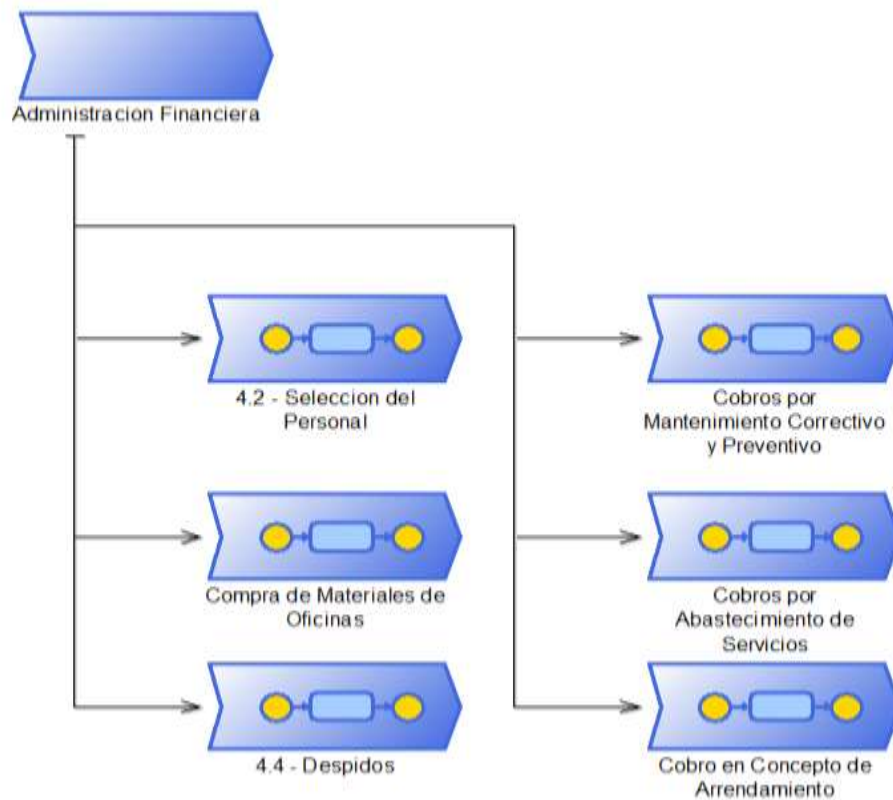 Administracion Financiera
4.2 - Seleccion del
Personal
Cobros por
Mantenimiento Correctivo
y Preventivo
Compra de Materiales de
Oficinas
Cobros por
Abastecimiento de
Servicios
4.4 - Despidos
Cobro en Concepto de
Arrendamiento